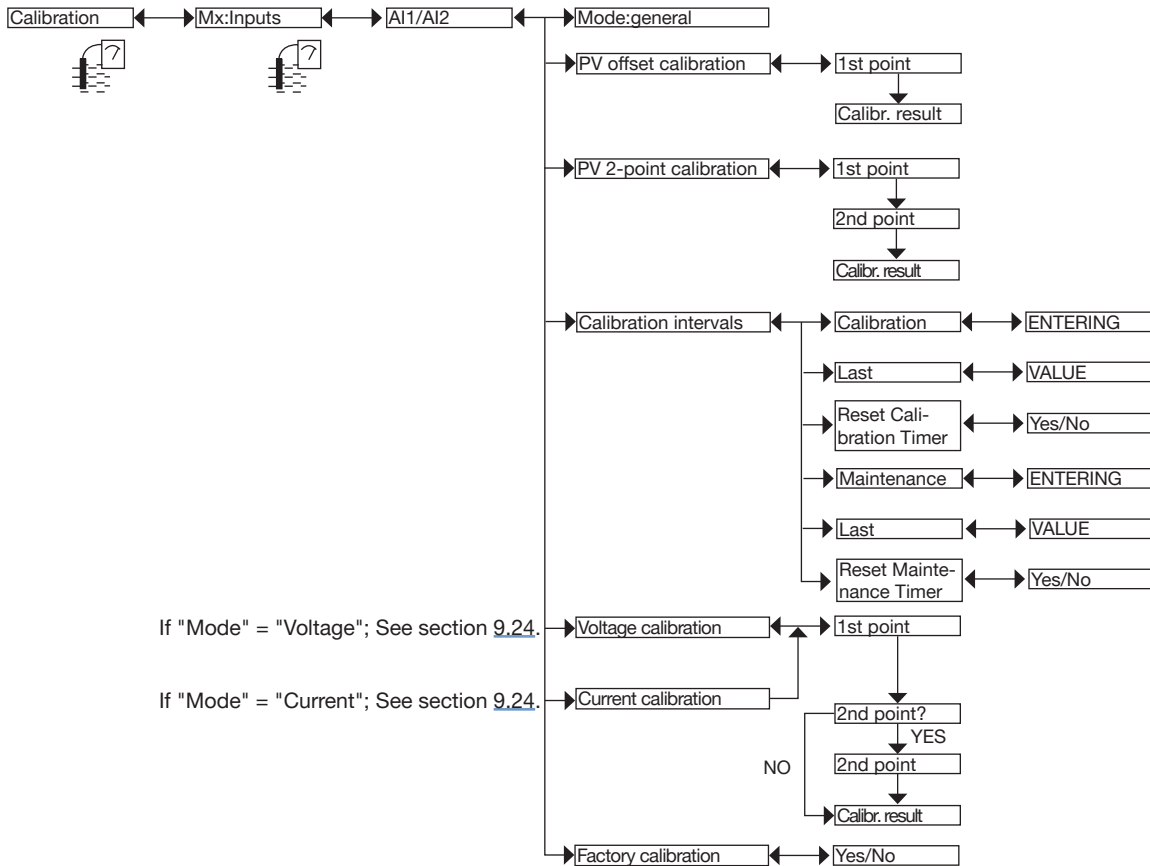 Calibration
Mx:Inputs
AI1/AI2
Mode:general
PV offset calibration
1st point
Calibr. result
PV 2-point calibration
1st point
2nd point
Calibr. result
Calibration intervals
Calibration
ENTERING
Last
VALUE
Reset Cali-
bration Timer
Yes/No
Maintenance
ENTERING
Last
VALUE
Reset Mainte-
nance Timer
Yes/No
If "Mode" = "Voltage"; See section 9.24.
Voltage calibration
1st point
If "Mode" = "Current"; See section 9.24.
Current calibration
2nd point?
YES
NO
2nd point
Calibr. result
Factory calibration
Yes/No